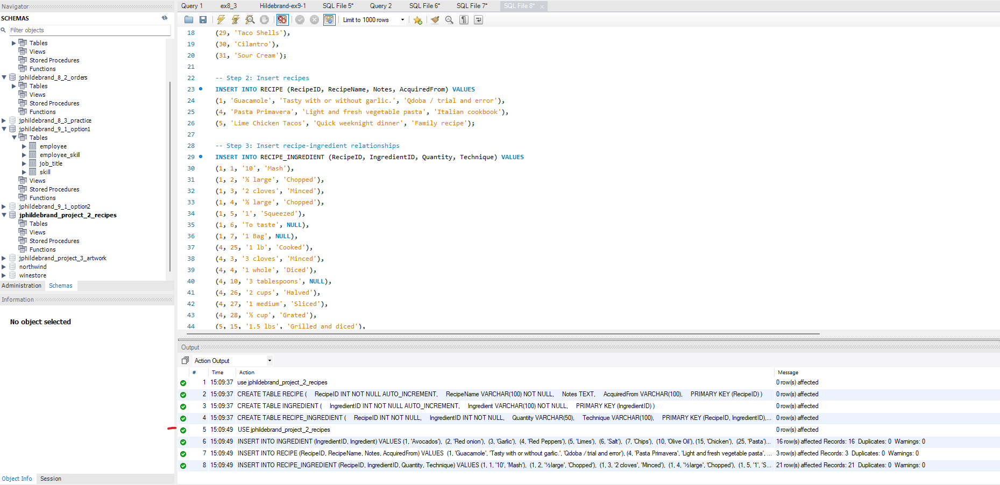 Navigator
SCHEMAS
Filter objects
Tables
Views
Stored Procedures
Functions
jphildebrand_8_2_orders
Tables
Views
Stored Procedures
Functions
jphildebrand_8_3_practice
jphildebrand_9_1_option1
Tables
employee
employee_skill
job_title
skill
Views
Stored Procedures
Functions
jphildebrand_9_1_option2
jphildebrand_project_2_recipes
Tables
Views
Stored Procedures
Functions
jphildebrand_project_3_artwork
northwind
winestore
Administration Schemas
Information
No object selected
Object Info Session
Query 1 ex8_3 Hildebrand-ex9-1 SQL File 5* Query 2 SQL File 6* SQL File 7* SQL File 8*
Limit to 1000 rows
18 (29, 'Taco Shells'),
19 (30, 'Cilantro'),
20 (31, 'Sour Cream');
21
22 -- Step 2: Insert recipes
23 INSERT INTO RECIPE (RecipeID, RecipeName, Notes, AcquiredFrom) VALUES
24 (1, 'Guacamole', 'Tasty with or without garlic.', 'Qdoba / trial and error'),
25 (4, 'Pasta Primavera', 'Light and fresh vegetable pasta', 'Italian cookbook'),
26 (5, 'Lime Chicken Tacos', 'Quick weeknight dinner', 'Family recipe');
27
28 -- Step 3: Insert recipe-ingredient relationships
29 INSERT INTO RECIPE_INGREDIENT (RecipeID, IngredientID, Quantity, Technique) VALUES
30 (1, 1, '10', 'Mash'),
31 (1, 2, '½ large', 'Chopped'),
32 (1, 3, '2 cloves', 'Minced'),
33 (1, 4, '½ large', 'Chopped'),
34 (1, 5, '1', 'Squeezed'),
35 (1, 6, 'To taste', NULL),
36 (1, 7, '1 Bag', NULL),
37 (4, 25, '1 lb', 'Cooked'),
38 (4, 3, '3 cloves', 'Minced'),
39 (4, 4, '1 whole', 'Diced'),
40 (4, 10, '3 tablespoons', NULL),
41 (4, 26, '2 cups', 'Halved'),
42 (4, 27, '1 medium', 'Sliced'),
43 (4, 28, '½ cup', 'Grated'),
44 (5, 15, '1.5 lbs', 'Grilled and diced'),
Output
Action Output
# Time Action Message
1 15:09:37 use jphildebrand_project_2_recipes 0 row(s) affected
2 15:09:37 CREATE TABLE RECIPE ( RecipeID INT NOT NULL AUTO_INCREMENT, RecipeName VARCHAR(100) NOT NULL, Notes TEXT, AcquiredFrom VARCHAR(100), PRIMARY KEY (RecipeID) ) 0 row(s) affected
3 15:09:37 CREATE TABLE INGREDIENT ( IngredientID INT NOT NULL AUTO_INCREMENT, Ingredient VARCHAR(100) NOT NULL, PRIMARY KEY (IngredientID) ) 0 row(s) affected
4 15:09:37 CREATE TABLE RECIPE_INGREDIENT ( RecipeID INT NOT NULL, IngredientID INT NOT NULL, Quantity VARCHAR(50), Technique VARCHAR(100), PRIMARY KEY (RecipeID, IngredientID),... 0 row(s) affected
5 15:09:49 USE jphildebrand_project_2_recipes 0 row(s) affected
6 15:09:49 INSERT INTO INGREDIENT (IngredientID, Ingredient) VALUES (1, 'Avocados'), (2, 'Red onion'), (3, 'Garlic'), (4, 'Red Peppers'), (5, 'Limes'), (6, 'Salt'), (7, 'Chips'), (10, 'Olive Oil'), (15, 'Chicken'), (25, 'Pasta')... 16 row(s) affected Records: 16 Duplicates: 0 Warnings: 0
7 15:09:49 INSERT INTO RECIPE (RecipeID, RecipeName, Notes, AcquiredFrom) VALUES (1, 'Guacamole', 'Tasty with or without garlic.', 'Qdoba / trial and error'), (4, 'Pasta Primavera', 'Light and fresh vegetable pasta', ... 3 row(s) affected Records: 3 Duplicates: 0 Warnings: 0
8 15:09:49 INSERT INTO RECIPE_INGREDIENT (RecipeID, IngredientID, Quantity, Technique) VALUES (1, 1, '10', 'Mash'), (1, 2, '½ large', 'Chopped'), (1, 3, '2 cloves', 'Minced'), (1, 4, '½ large', 'Chopped'), (1, 5, '1', 'S... 21 row(s) affected Records: 21 Duplicates: 0 Warnings: 0